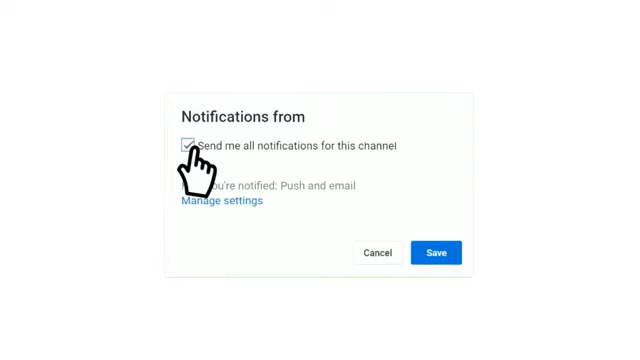 Notifications from
Send me all notifications for this channel
you're notified: Push and email
Manage settings
Cancel
Save